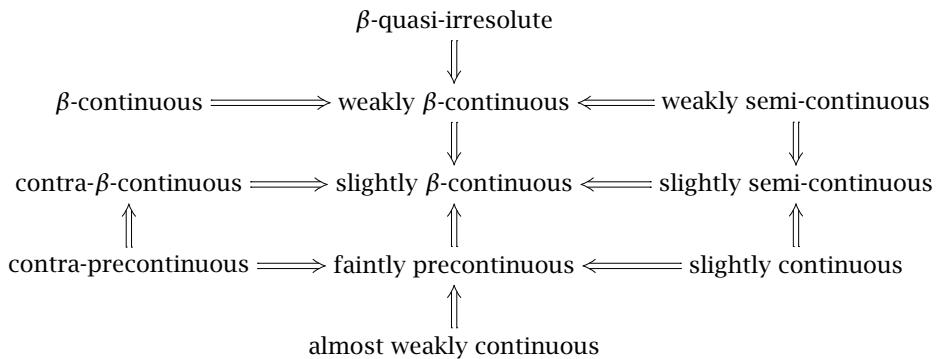 β-quasi-irresolute
β-continuous weakly β-continuous weakly semi-continuous
contra-β-continuous slightly β-continuous slightly semi-continuous
contra-precontinuous faintly precontinuous slightly continuous
almost weakly continuous